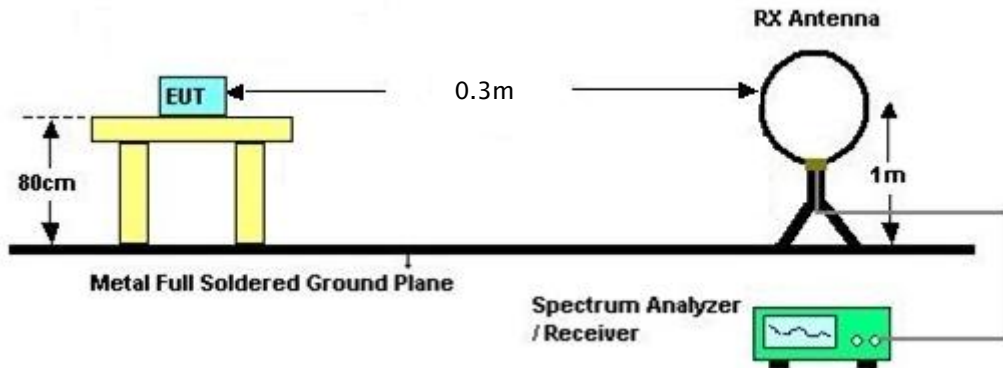 RX Antenna
EUT
0.3m
80cm
1m
Metal Full Soldered Ground Plane
Spectrum Analyzer
/ Receiver